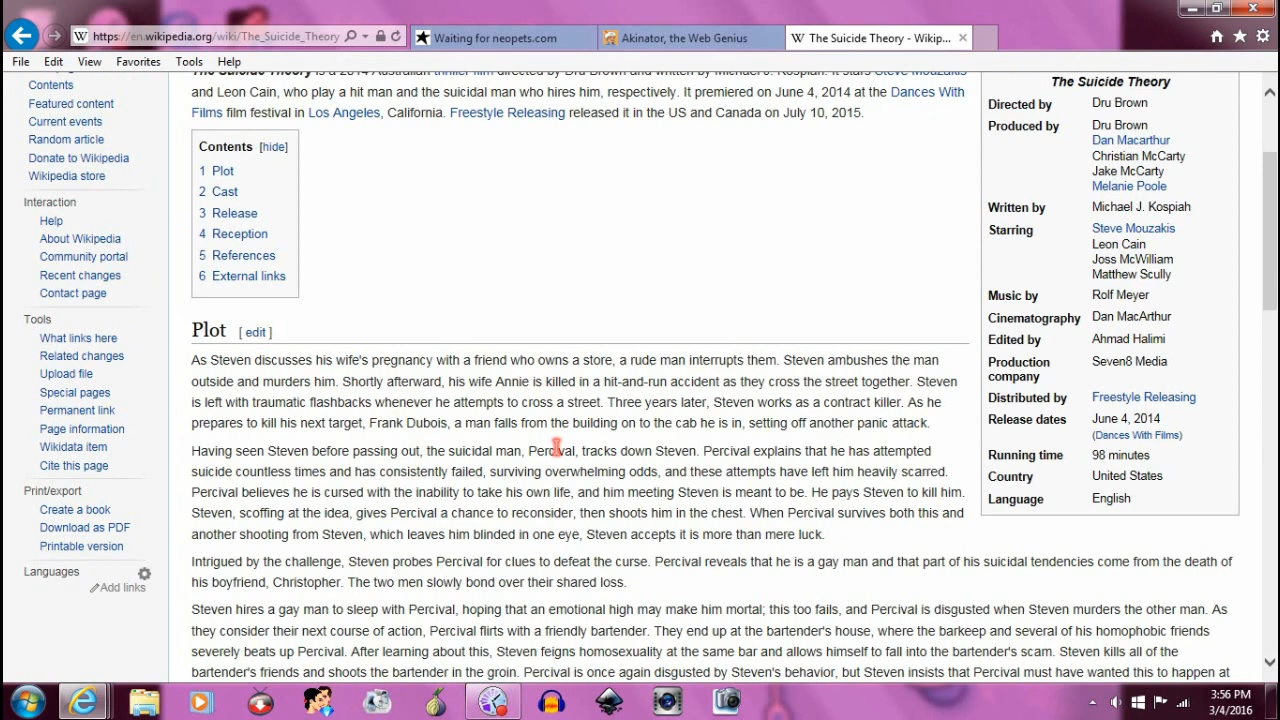 https://en.wikipedia.org/wiki/The_Suicide_Theory
Waiting for neopets.com
Akinator, the Web Genius
The Suicide Theory - Wikip...
File Edit View Favorites Tools Help
Contents
Featured content
Current events
Random article
Donate to Wikipedia
Wikipedia store
Interaction
Help
About Wikipedia
Community portal
Recent changes
Contact page
Tools
What links here
Related changes
Upload file
Special pages
Permanent link
Page information
Wikidata item
Cite this page
Print/export
Create a book
Download as PDF
Printable version
Languages
Add links
The Suicide Theory is a 2014 Australian thriller film directed by Dru Brown and written by Michael J. Kospiah. It stars Steve Mouzakis
and Leon Cain, who play a hit man and the suicidal man who hires him, respectively. It premiered on June 4, 2014 at the Dances With
Films film festival in Los Angeles, California. Freestyle Releasing released it in the US and Canada on July 10, 2015.
Contents [hide]
1 Plot
2 Cast
3 Release
4 Reception
5 References
6 External links
Plot [ edit ]
As Steven discusses his wife's pregnancy with a friend who owns a store, a rude man interrupts them. Steven ambushes the man
outside and murders him. Shortly afterward, his wife Annie is killed in a hit-and-run accident as they cross the street together. Steven
is left with traumatic flashbacks whenever he attempts to cross a street. Three years later, Steven works as a contract killer. As he
prepares to kill his next target, Frank Dubois, a man falls from the building on to the cab he is in, setting off another panic attack.
Having seen Steven before passing out, the suicidal man, Percival, tracks down Steven. Percival explains that he has attempted
suicide countless times and has consistently failed, surviving overwhelming odds, and these attempts have left him heavily scarred.
Percival believes he is cursed with the inability to take his own life, and him meeting Steven is meant to be. He pays Steven to kill him.
Steven, scoffing at the idea, gives Percival a chance to reconsider, then shoots him in the chest. When Percival survives both this and
another shooting from Steven, which leaves him blinded in one eye, Steven accepts it is more than mere luck.
Intrigued by the challenge, Steven probes Percival for clues to defeat the curse. Percival reveals that he is a gay man and that part of his suicidal tendencies come from the death of
his boyfriend, Christopher. The two men slowly bond over their shared loss.
Steven hires a gay man to sleep with Percival, hoping that an emotional high may make him mortal; this too fails, and Percival is disgusted when Steven murders the other man. As
they consider their next course of action, Percival flirts with a friendly bartender. They end up at the bartender's house, where the barkeep and several of his homophobic friends
severely beats up Percival. After learning about this, Steven feigns homosexuality at the same bar and allows himself to fall into the bartender's scam. Steven kills all of the
bartender's friends and shoots the bartender in the groin. Percival is once again disgusted by Steven's behavior, but Steven insists that Percival must have wanted this to happen at
The Suicide Theory
Directed by Dru Brown
Produced by Dru Brown
Dan Macarthur
Christian McCarty
Jake McCarty
Melanie Poole
Written by Michael J. Kospiah
Starring Steve Mouzakis
Leon Cain
Joss McWilliam
Matthew Scully
Music by Rolf Meyer
Cinematography Dan MacArthur
Edited by Ahmad Halimi
Production Seven8 Media
company
Distributed by Freestyle Releasing
Release dates June 4, 2014
(Dances With Films)
Running time 98 minutes
Country United States
Language English
3:56 PM
3/4/2016